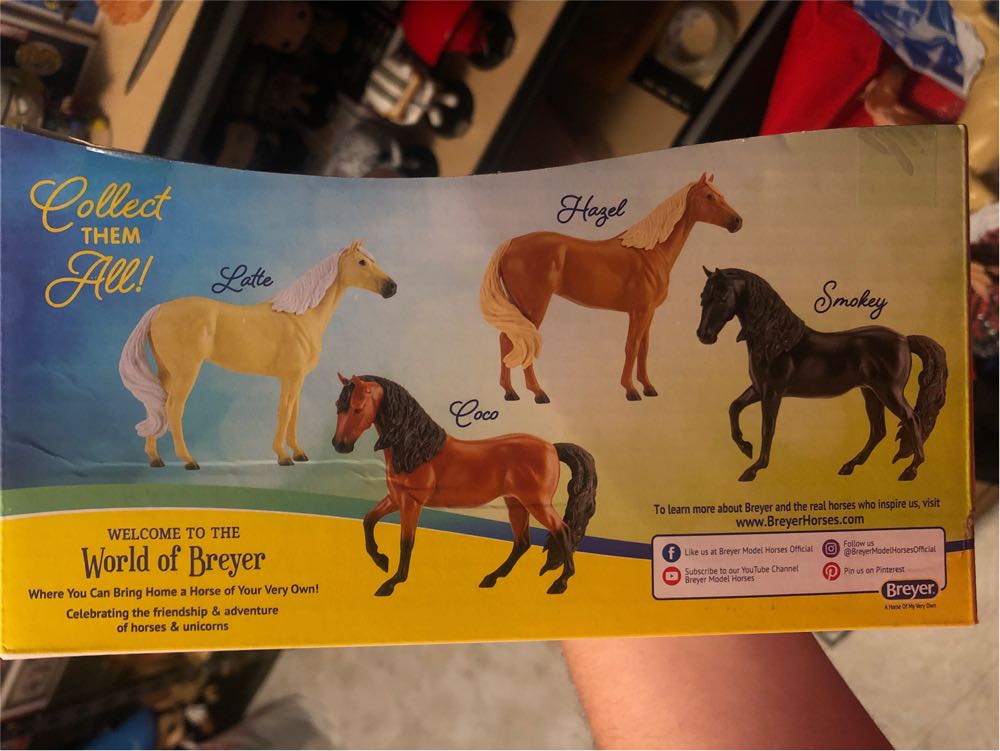 Collect
THEM
All!
Latte
Hazel
Smokey
Coco
WELCOME TO THE
World of Breyer
Where You Can Bring Home a Horse of Your Very Own!
Celebrating the friendship & adventure
of horses & unicorns
To learn more about Breyer and the real horses who inspire us, visit
www.BreyerHorses.com
Like us at Breyer Model Horses Official
Follow us
@BreyerModelHorsesOfficial
Subscribe to our YouTube Channel
Breyer Model Horses
Pin us on Pinterest
Breyer
A Horse Of My Very Own